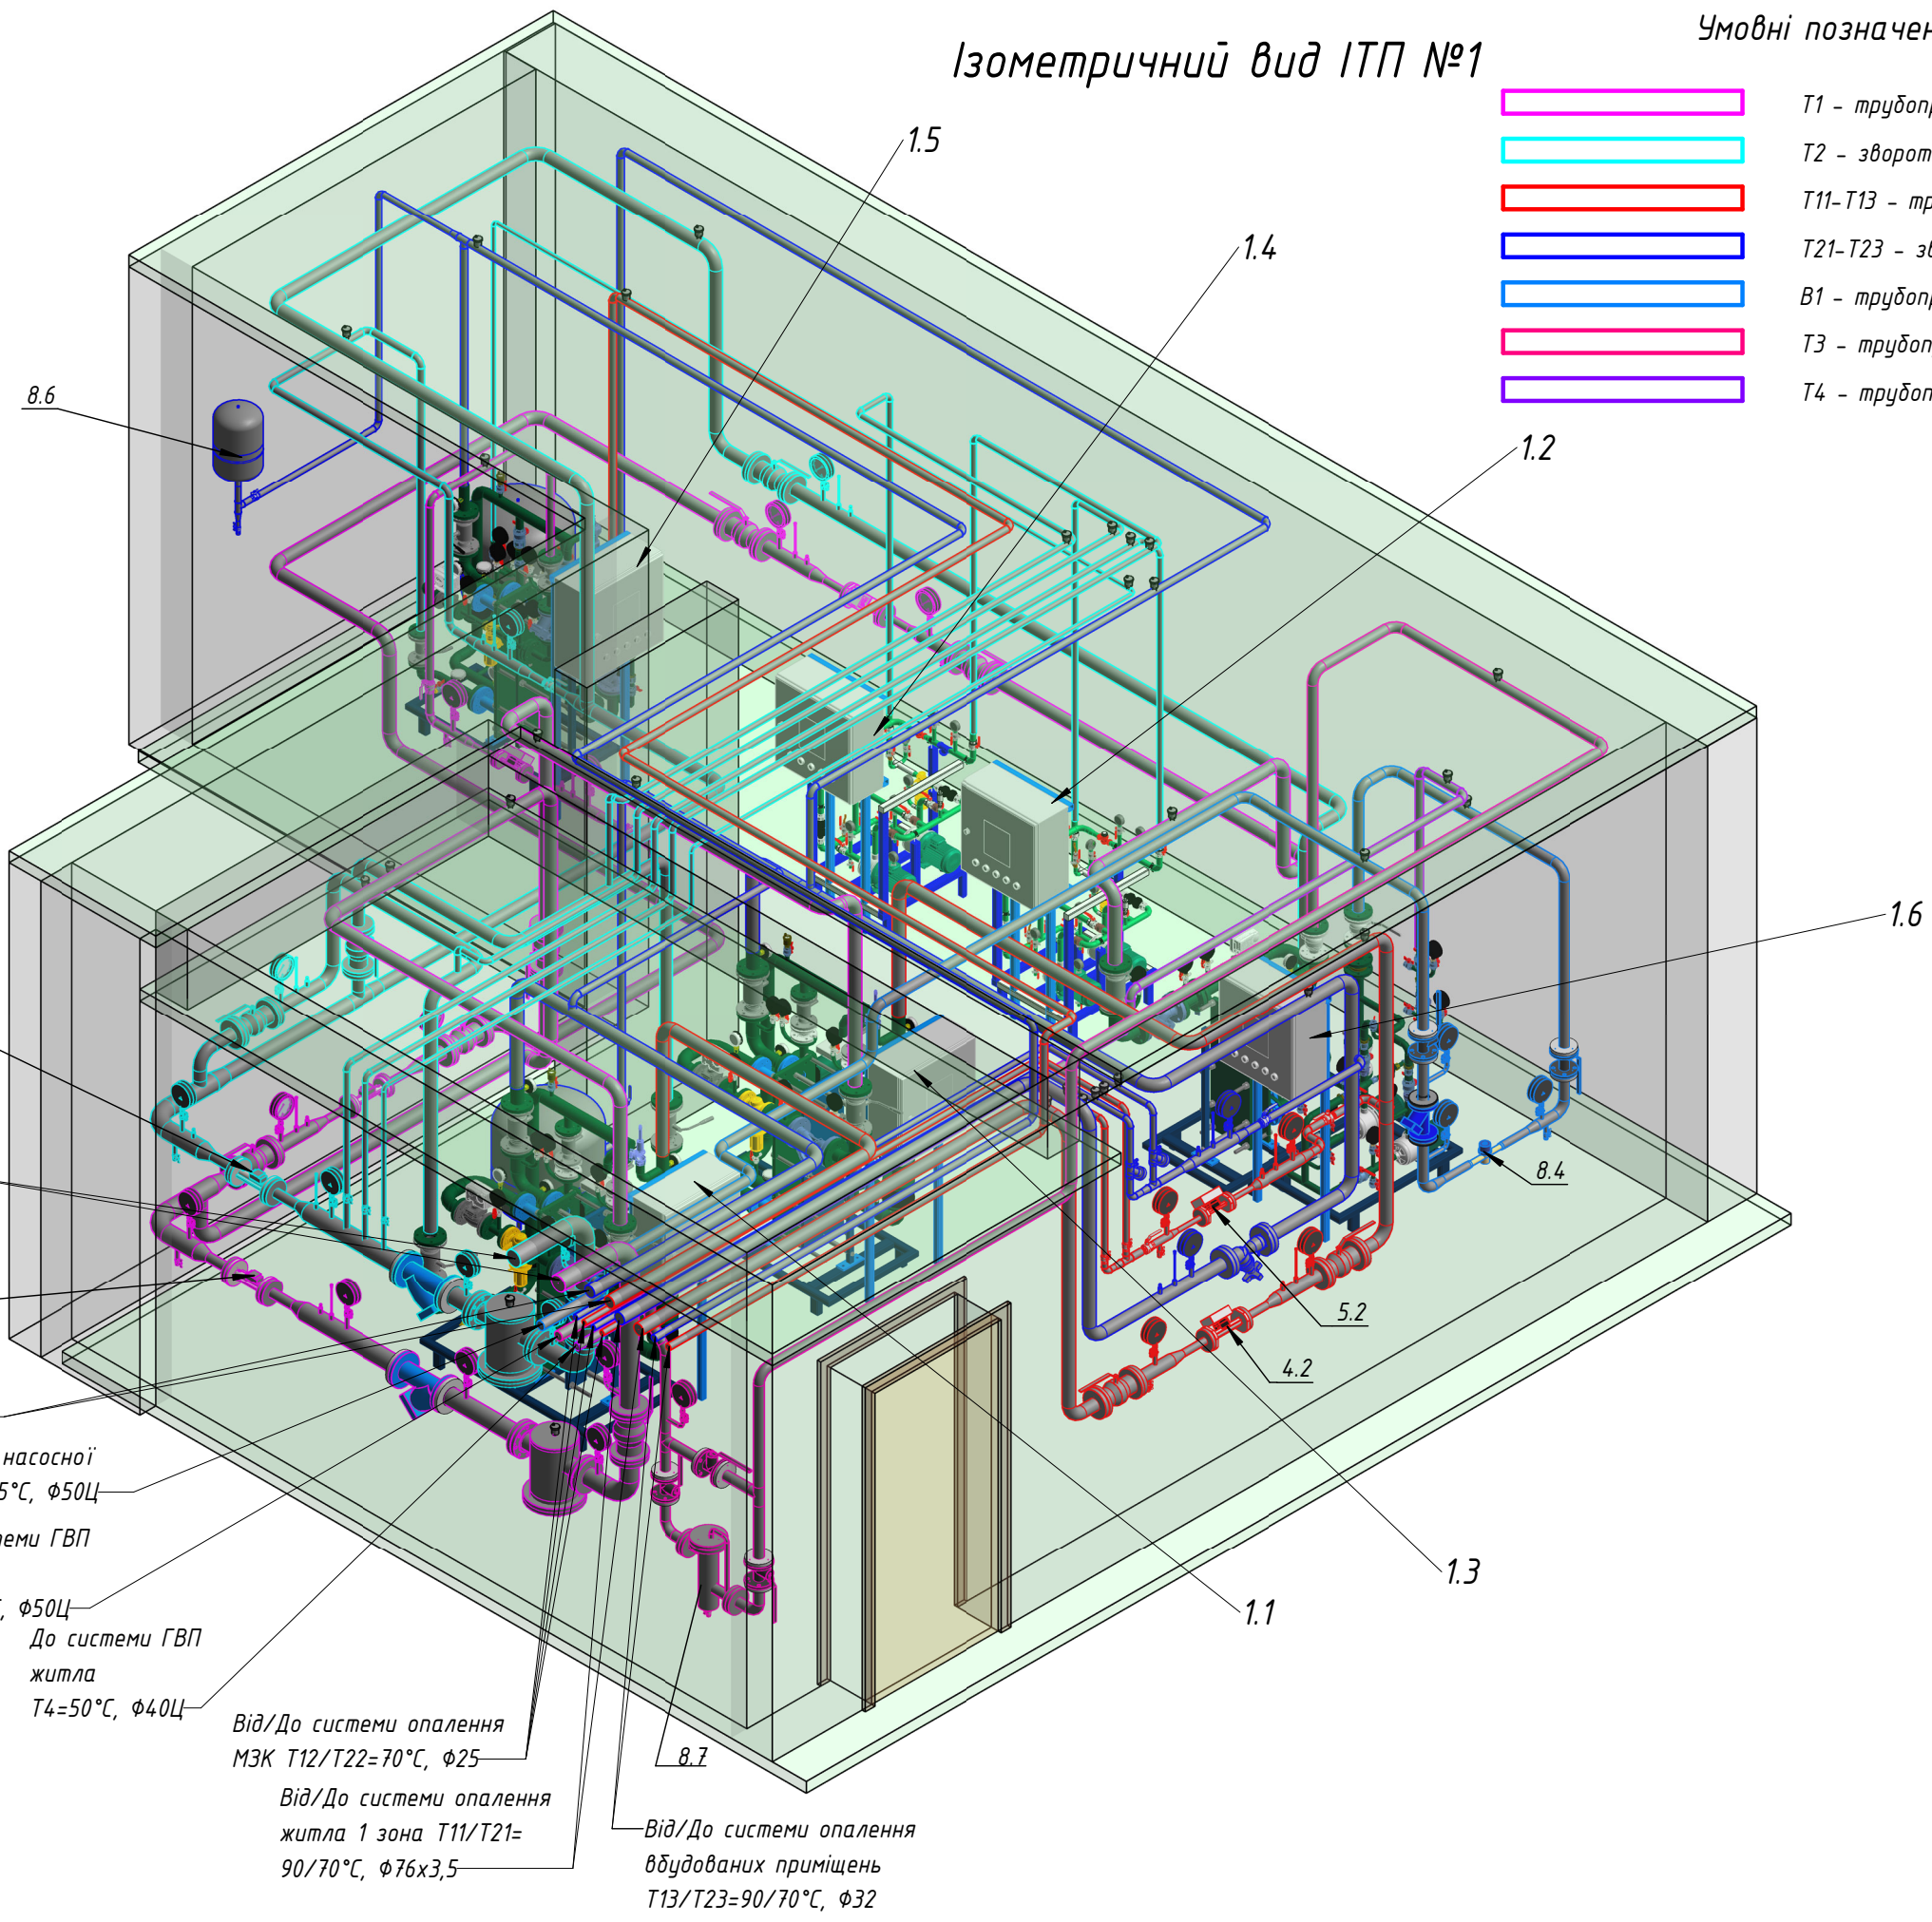 Ізометричний вид ІТП №1
Умовні позначен
Т1 - трубопр
Т2 - зворот
Т11-Т13 - тр
Т21-Т23 - зв
В1 - трубопр
Т3 - трубоп
Т4 - трубоп
1.5
1.4
8.6
1.2
1.6
8.4
5.2
4.2
насосної
5°С, Ф50Ц
теми ГВП
, Ф50Ц
До системи ГВП
житла
Т4=50°С, Ф40Ц
1.3
1.1
Від/До системи опалення
МЗК Т12/Т22=70°С, Ф25
8.7
Від/До системи опалення
житла 1 зона Т11/Т21=
90/70°С, Ф76х3,5
Від/До системи опалення
вбудованих приміщень
Т13/Т23=90/70°С, Ф32